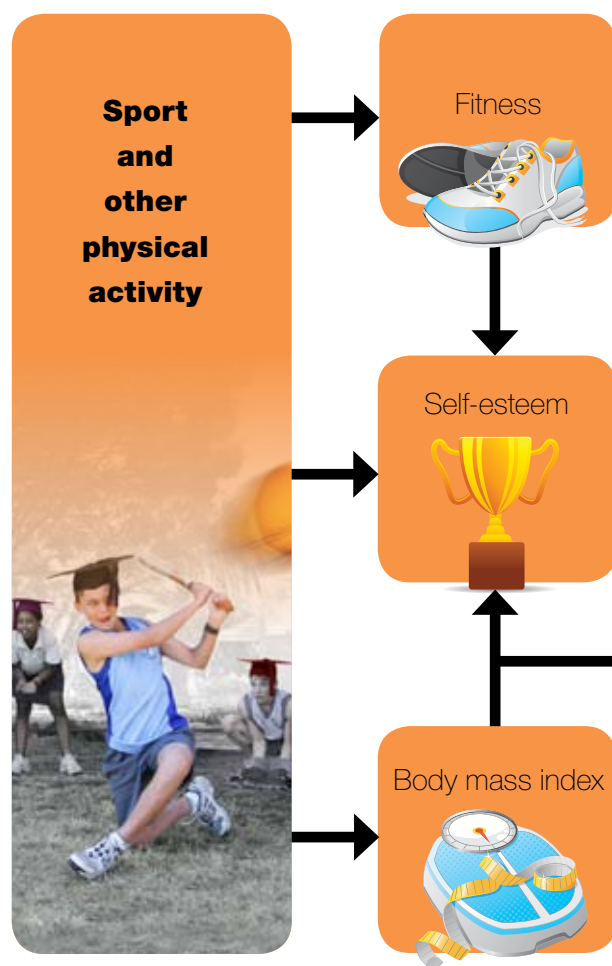 Sport
and
other
physical
activity
Fitness
Self-esteem
Body mass index